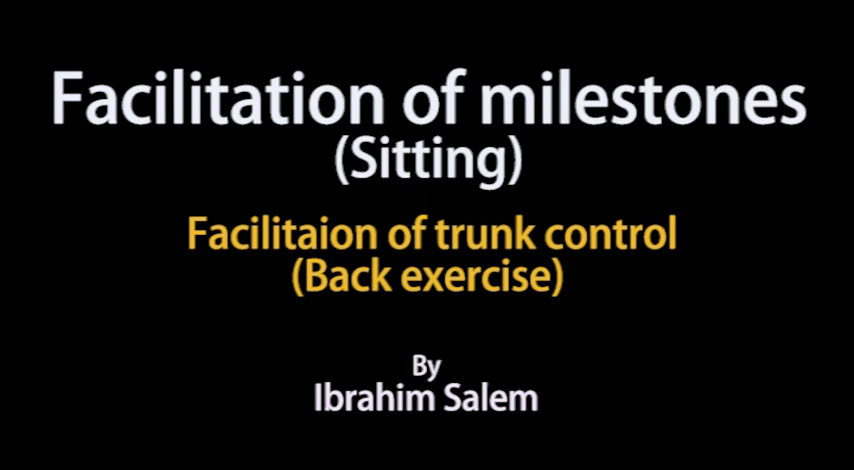 Facilitation of milestones
(Sitting)
Facilitaion of trunk control
(Back exercise)
By
Ibrahim Salem